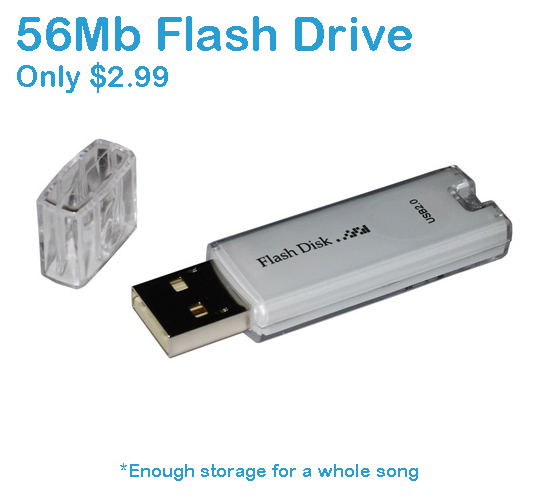 56Mb Flash Drive
Only $2.99
USB2.0
Flash Disk
*Enough storage for a whole song